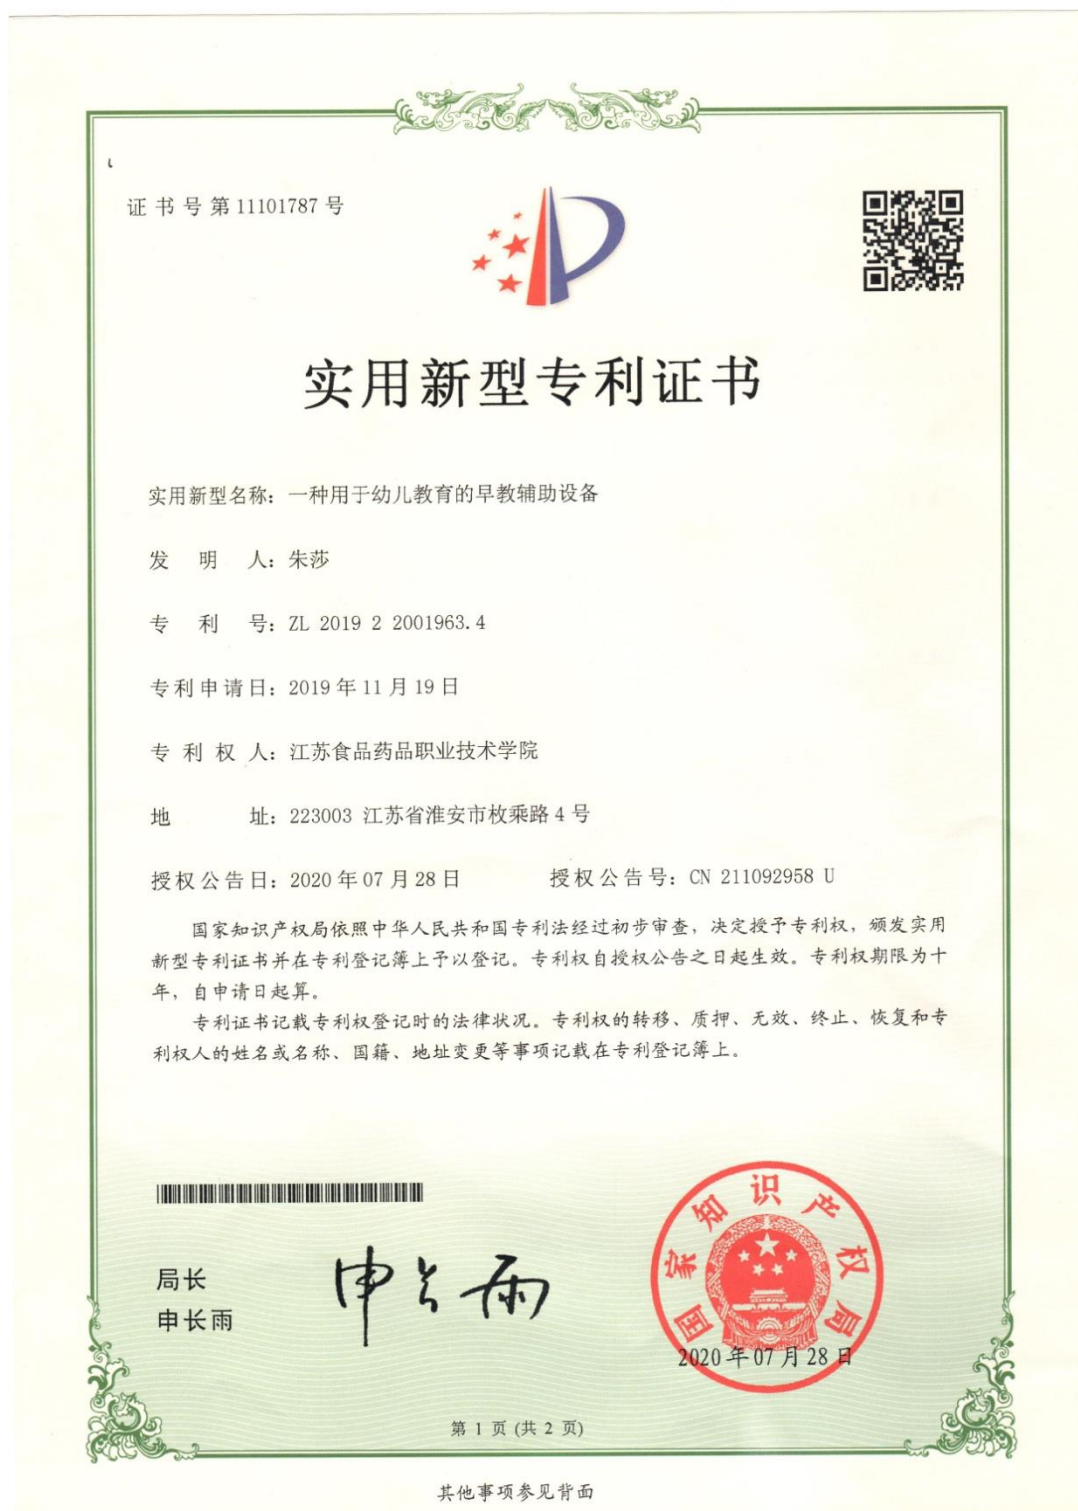 证书号第11101787号
实用新型专利证书
实用新型名称：一种用于幼儿教育的早教辅助设备
发明人：朱莎
专利号：ZL 2019 2 2001963.4
专利申请日：2019年11月19日
专利权人：江苏食品药品职业技术学院
地址：223003 江苏省淮安市枚乘路4号
授权公告日：2020年07月28日 授权公告号：CN 211092958 U
国家知识产权局依照中华人民共和国专利法经过初步审查，决定授予专利权，颁发实用
新型专利证书并在专利登记簿上予以登记。专利权自授权公告之日起生效。专利权期限为十
年，自申请日起算。
专利证书记载专利权登记时的法律状况。专利权的转移、质押、无效、终止、恢复和专
利权人的姓名或名称、国籍、地址变更等事项记载在专利登记簿上。
局长
申长雨
申长雨
国家知识产权局
2020年07月28日
第 1 页 (共 2 页)
其他事项参见背面